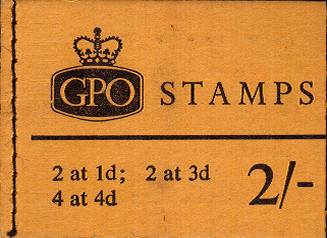 GPO STAMPS
2 at 1d; 2 at 3d
4 at 4d
2/-